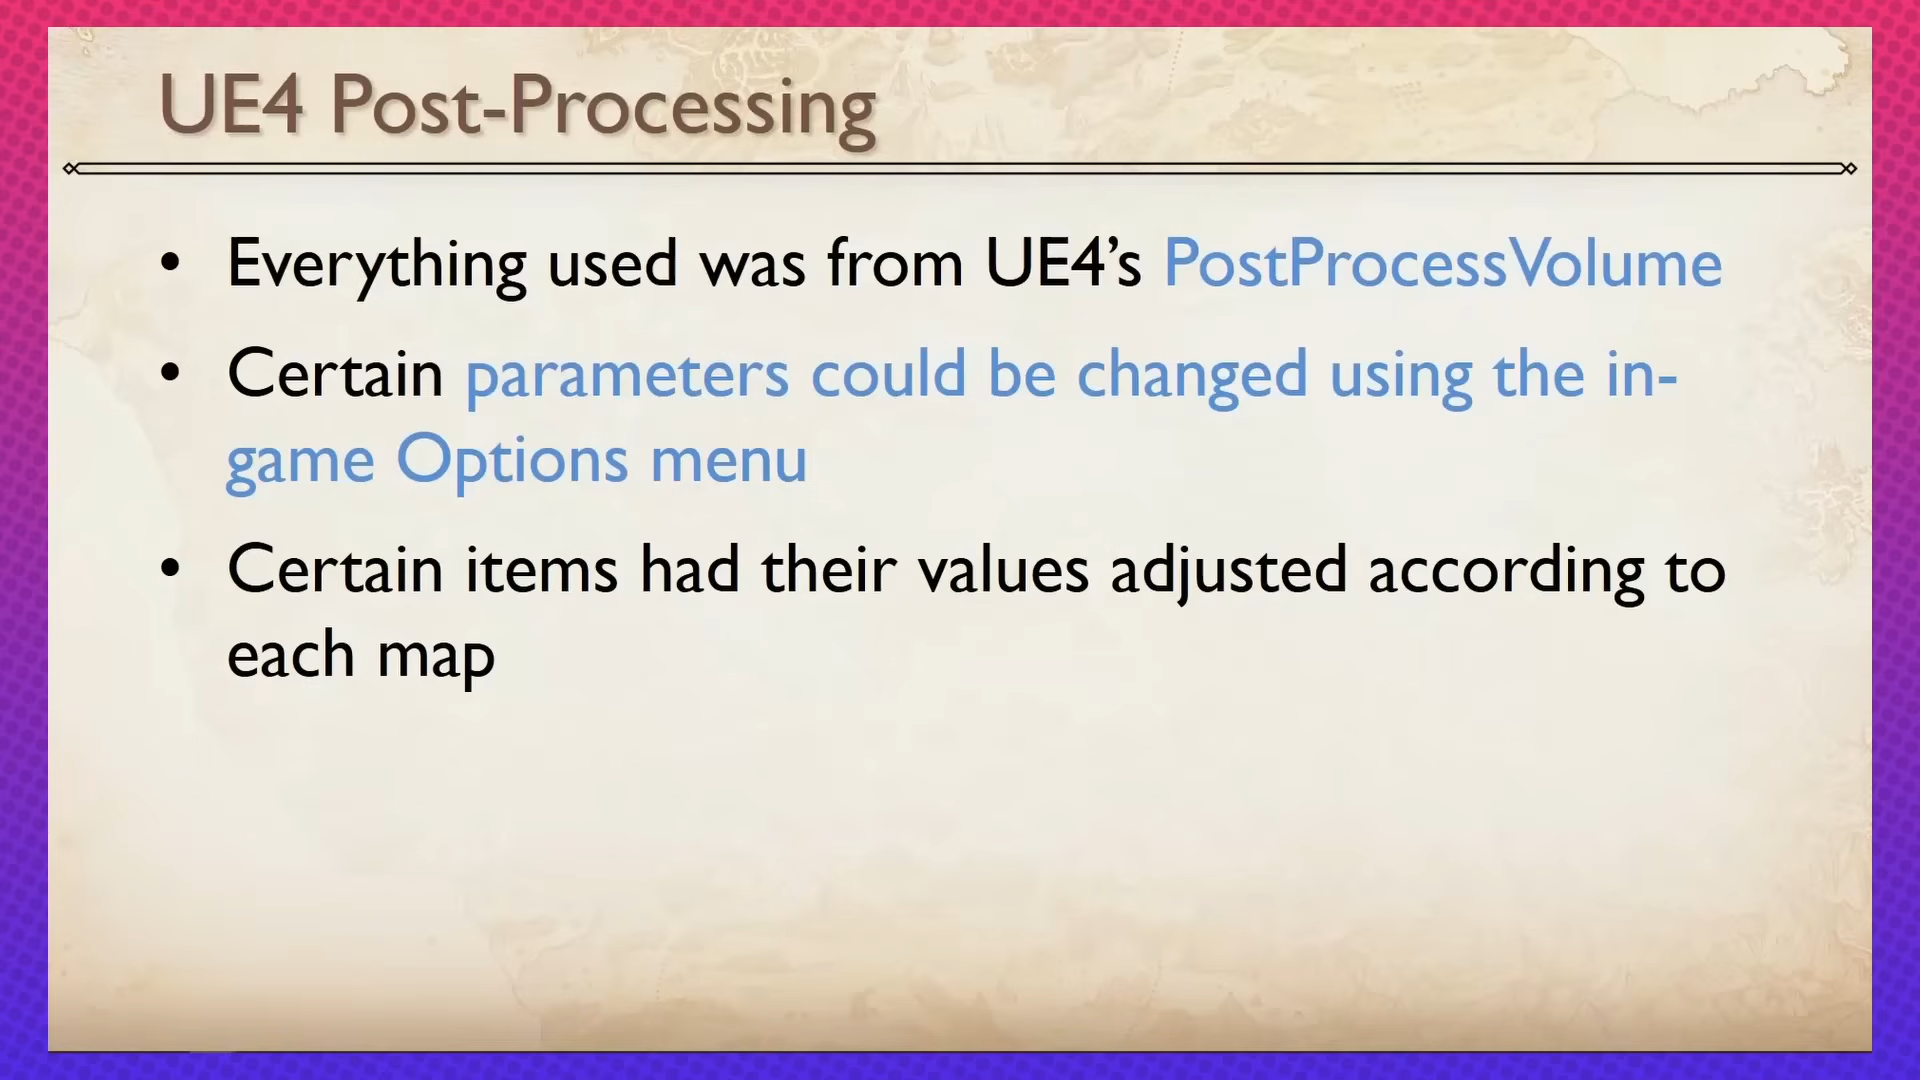 UE4 Post-Processing
• Everything used was from UE4’s PostProcessVolume
• Certain parameters could be changed using the in-
game Options menu
• Certain items had their values adjusted according to
each map